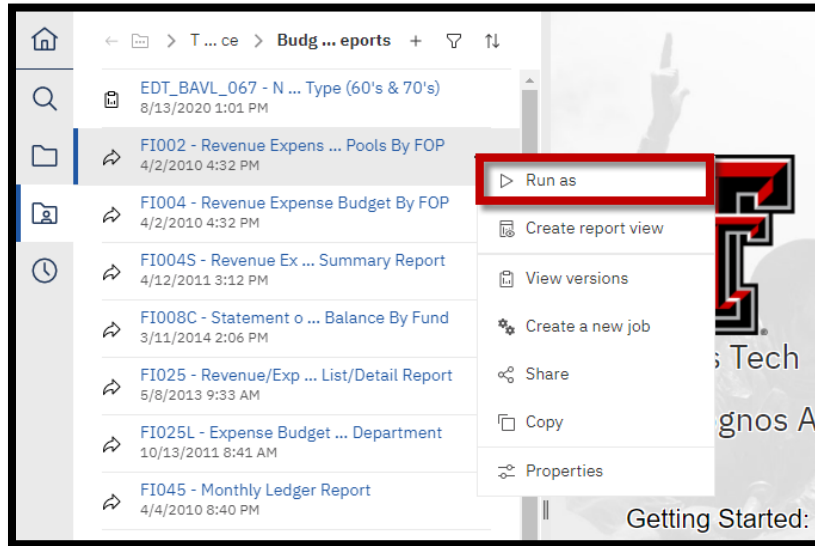 T ... ce > Budg ... eports +
EDT_BAVL_067 - N ... Type (60's & 70's)
8/13/2020 1:01 PM
FI002 - Revenue Expens ... Pools By FOP
4/2/2010 4:32 PM
FI004 - Revenue Expense Budget By FOP
4/2/2010 4:32 PM
FI004S - Revenue Ex ... Summary Report
4/12/2011 3:12 PM
FI008C - Statement o ... Balance By Fund
3/11/2014 2:06 PM
FI025 - Revenue/Exp ... List/Detail Report
5/8/2013 9:33 AM
FI025L - Expense Budget ... Department
10/13/2011 8:41 AM
FI045 - Monthly Ledger Report
4/4/2010 8:40 PM
Run as
Create report view
View versions
Create a new job
Share
Copy
Properties
s Tech
gnos A
Getting Started: